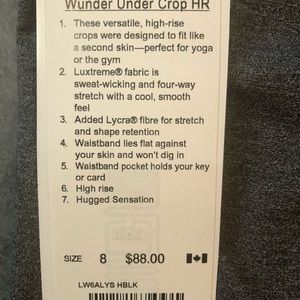 Wunder Under Crop HR
1. These versatile, high-rise
crops were designed to fit like
a second skin—perfect for yoga
or the gym
2. Luxtreme® fabric is
sweat-wicking and four-way
stretch with a cool, smooth
feel
3. Added Lycra® fibre for stretch
and shape retention
4. Waistband lies flat against
your skin and won't dig in
5. Waistband pocket holds your key
or card
6. High rise
7. Hugged Sensation
SIZE 8 $88.00
LW6ALYS HBLK